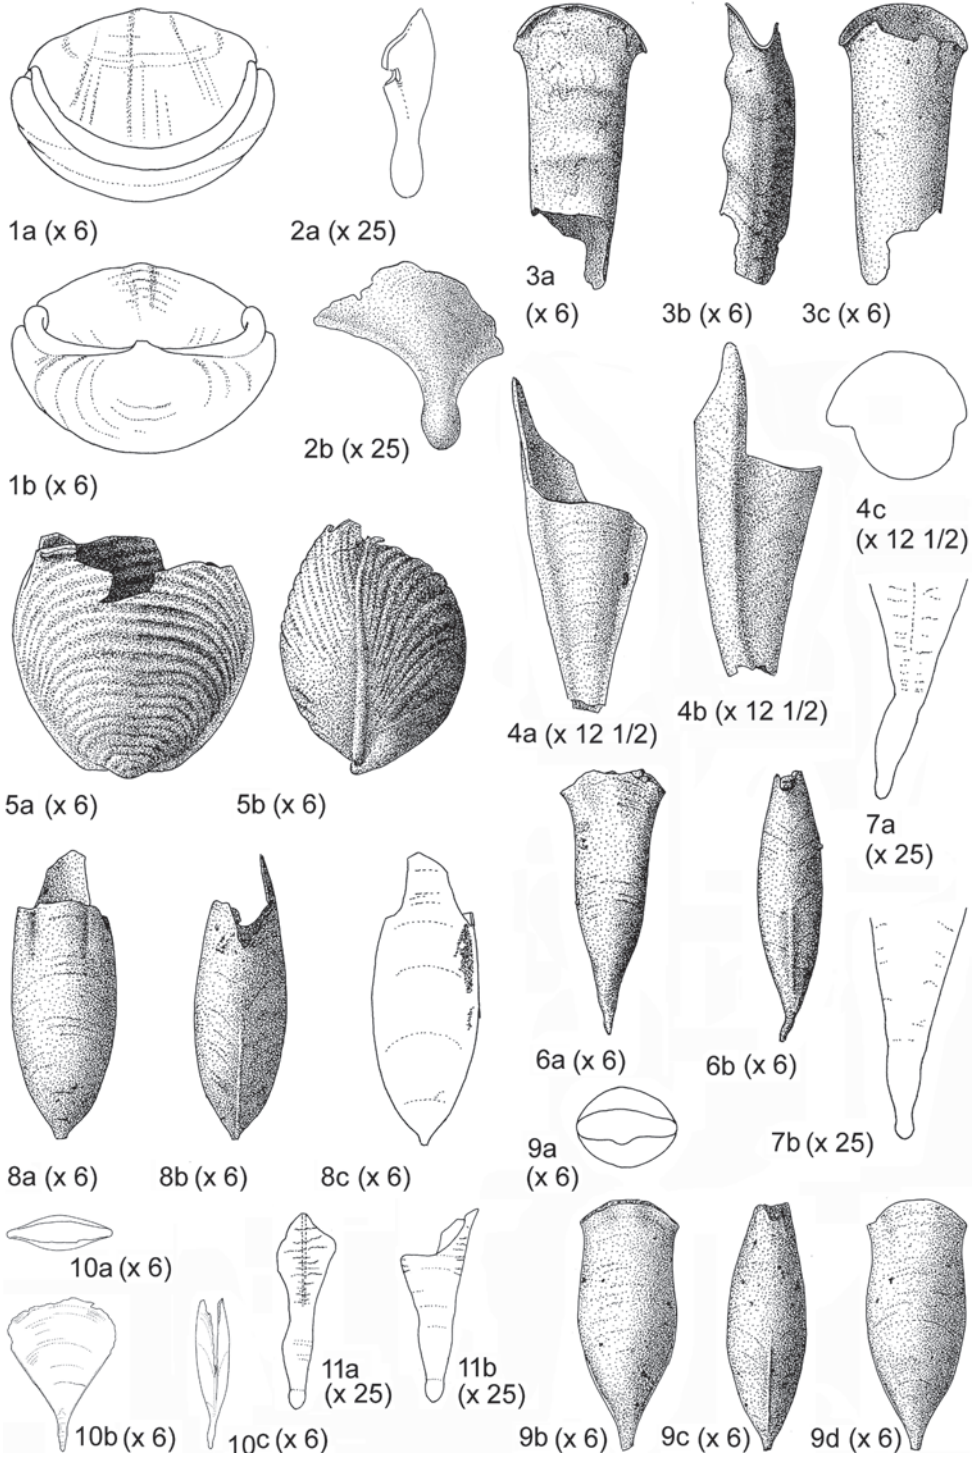 1a (x 6)
2a (x 25)
3a
(x 6)
3b (x 6)
3c (x 6)
1b (x 6)
2b (x 25)
4c
(x 12 1/2)
4a (x 12 1/2)
4b (x 12 1/2)
5a (x 6)
5b (x 6)
7a
(x 25)
6a (x 6)
6b (x 6)
7b (x 25)
8a (x 6)
8b (x 6)
8c (x 6)
9a
(x 6)
10a (x 6)
11a
(x 25)
11b
(x 25)
10b (x 6)
10c (x 6)
9b (x 6)
9c (x 6)
9d (x 6)